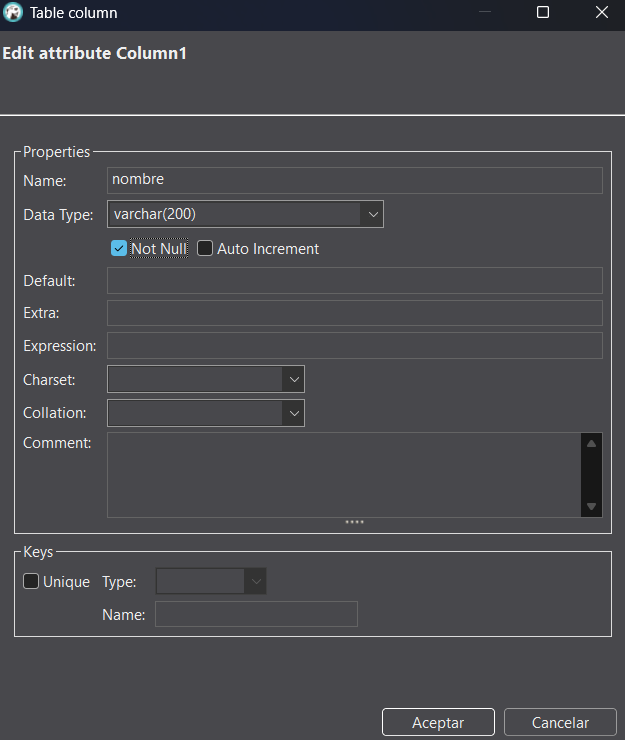 Table column
Edit attribute Column1
Properties
Name: nombre
Data Type: varchar(200)
Not Null Auto Increment
Default:
Extra:
Expression:
Charset:
Collation:
Comment:
Keys
Unique Type:
Name:
Aceptar Cancelar